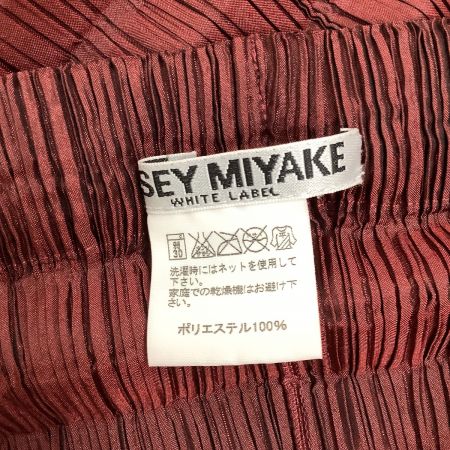 SEY MIYAKE
WHITE LABEL
洗濯時にはネットを使用して
下さい。
家庭での乾燥機はお避け下
さい。
ポリエステル100%